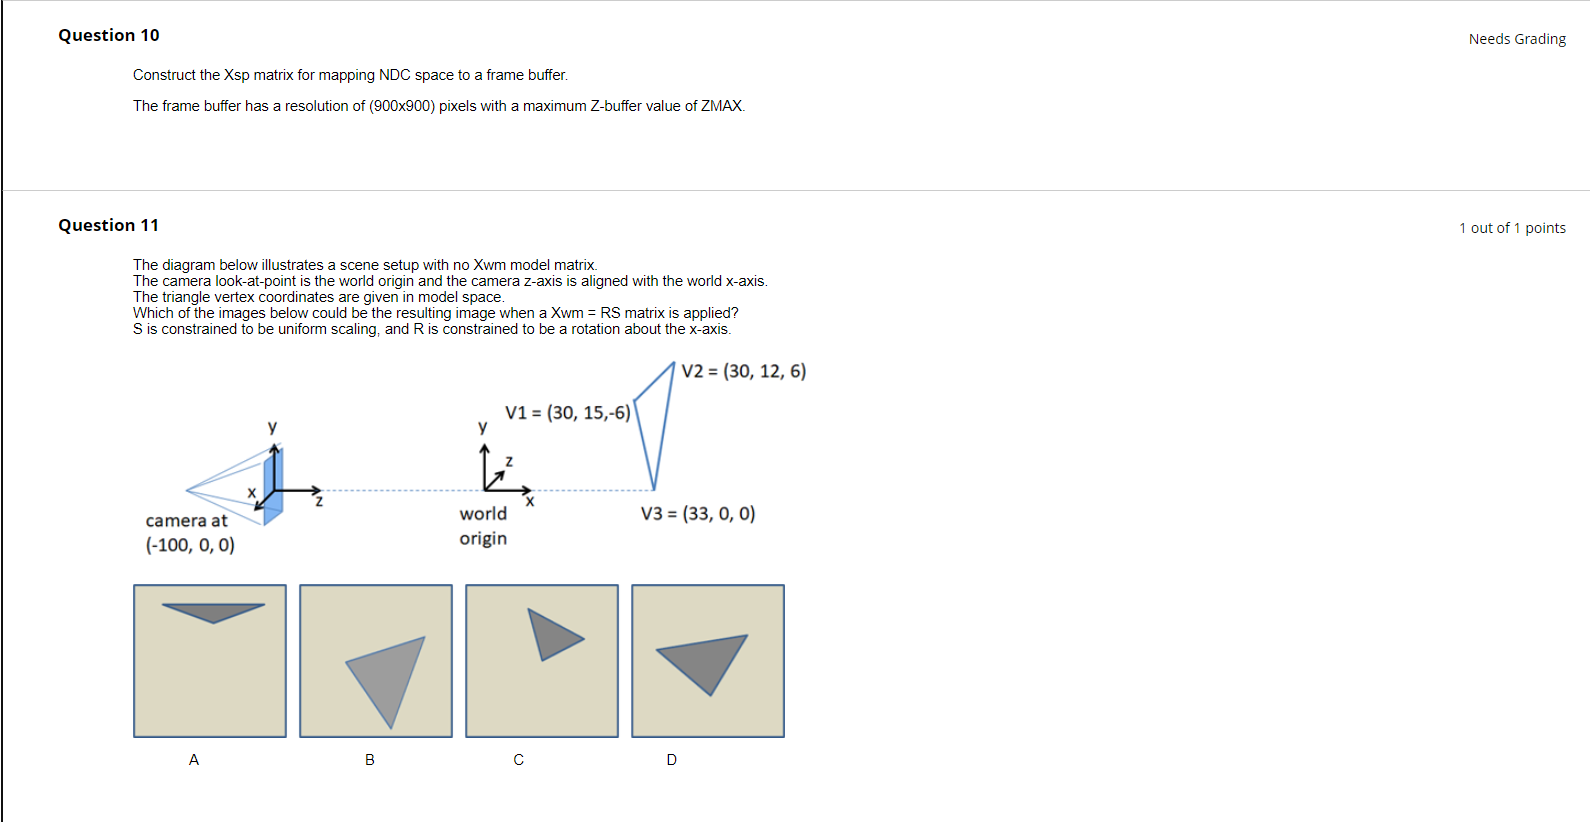 Question 10
Needs Grading
Construct the Xsp matrix for mapping NDC space to a frame buffer.
The frame buffer has a resolution of (900x900) pixels with a maximum Z-buffer value of ZMAX.
Question 11
1 out of 1 points
The diagram below illustrates a scene setup with no Xwm model matrix.
The camera look-at-point is the world origin and the camera z-axis is aligned with the world x-axis.
The triangle vertex coordinates are given in model space.
Which of the images below could be the resulting image when a Xwm = RS matrix is applied?
S is constrained to be uniform scaling, and R is constrained to be a rotation about the x-axis.
V2 = (30, 12, 6)
V1 = (30, 15,-6)
y
y
z
x
z
x
camera at
(-100, 0, 0)
world
origin
V3 = (33, 0, 0)
A
B
C
D